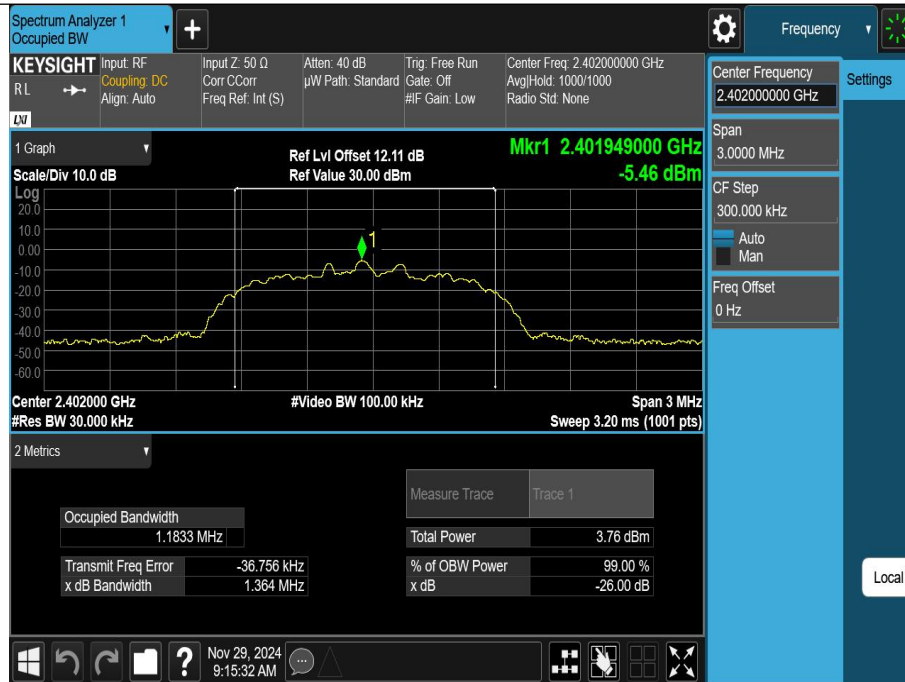 Spectrum Analyzer 1
Occupied BW
+
Frequency
KEYSIGHT
RL
LXI
Input: RF
Coupling: DC
Align: Auto
Input Z: 50 Ω
Corr CCorr
Freq Ref: Int (S)
Atten: 40 dB
µW Path: Standard
Trig: Free Run
Gate: Off
#IF Gain: Low
Center Freq: 2.402000000 GHz
Avg|Hold: 1000/1000
Radio Std: None
Center Frequency
2.402000000 GHz
Settings
Span
3.0000 MHz
CF Step
300.000 kHz
Auto
Man
Freq Offset
0 Hz
Local
1 Graph
Scale/Div 10.0 dB
Ref Lvl Offset 12.11 dB
Ref Value 30.00 dBm
Mkr1 2.401949000 GHz
-5.46 dBm
Log
20.0
10.0
0.00
-10.0
-20.0
-30.0
-40.0
-50.0
-60.0
1
Center 2.402000 GHz
#Video BW 100.00 kHz
Span 3 MHz
#Res BW 30.000 kHz
Sweep 3.20 ms (1001 pts)
2 Metrics
Measure Trace Trace 1
Occupied Bandwidth
1.1833 MHz
Total Power 3.76 dBm
Transmit Freq Error -36.756 kHz
% of OBW Power 99.00 %
x dB Bandwidth 1.364 MHz
x dB -26.00 dB
?
Nov 29, 2024
9:15:32 AM